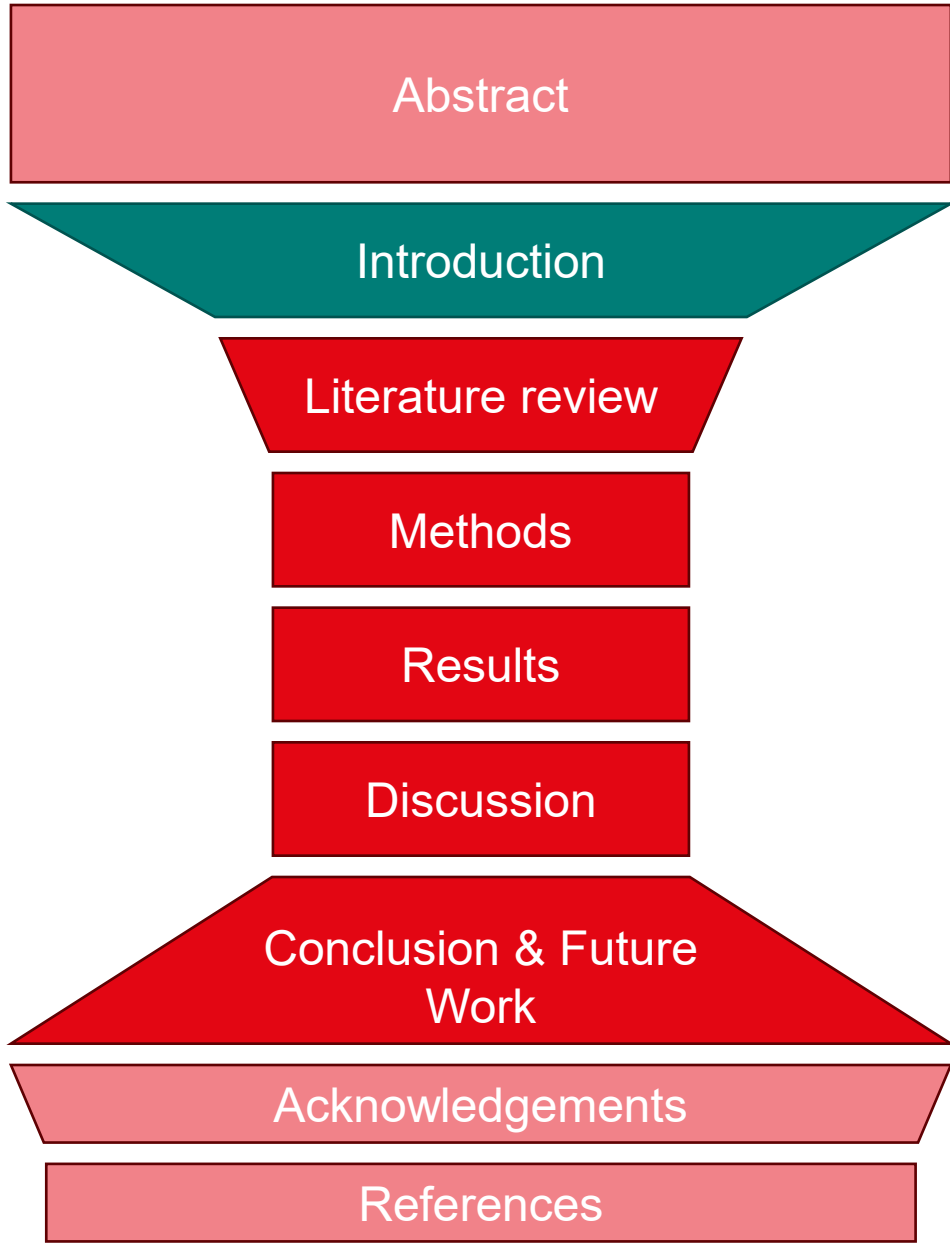 Abstract
Introduction
Literature review
Methods
Results
Discussion
Conclusion & Future
Work
Acknowledgements
References